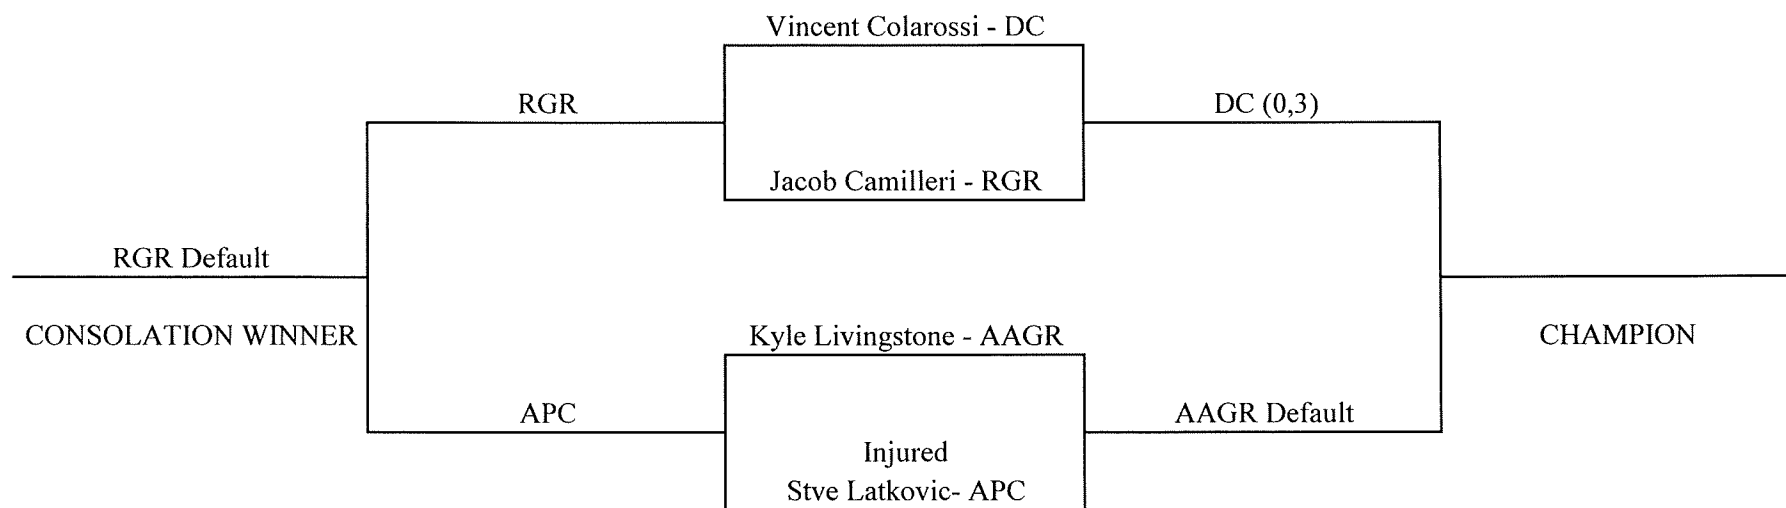 Vincent Colarossi - DC
RGR
DC (0,3)
Jacob Camilleri - RGR
RGR Default
CONSOLATION WINNER
Kyle Livingstone - AAGR
CHAMPION
APC
AAGR Default
Injured
Stve Latkovic- APC